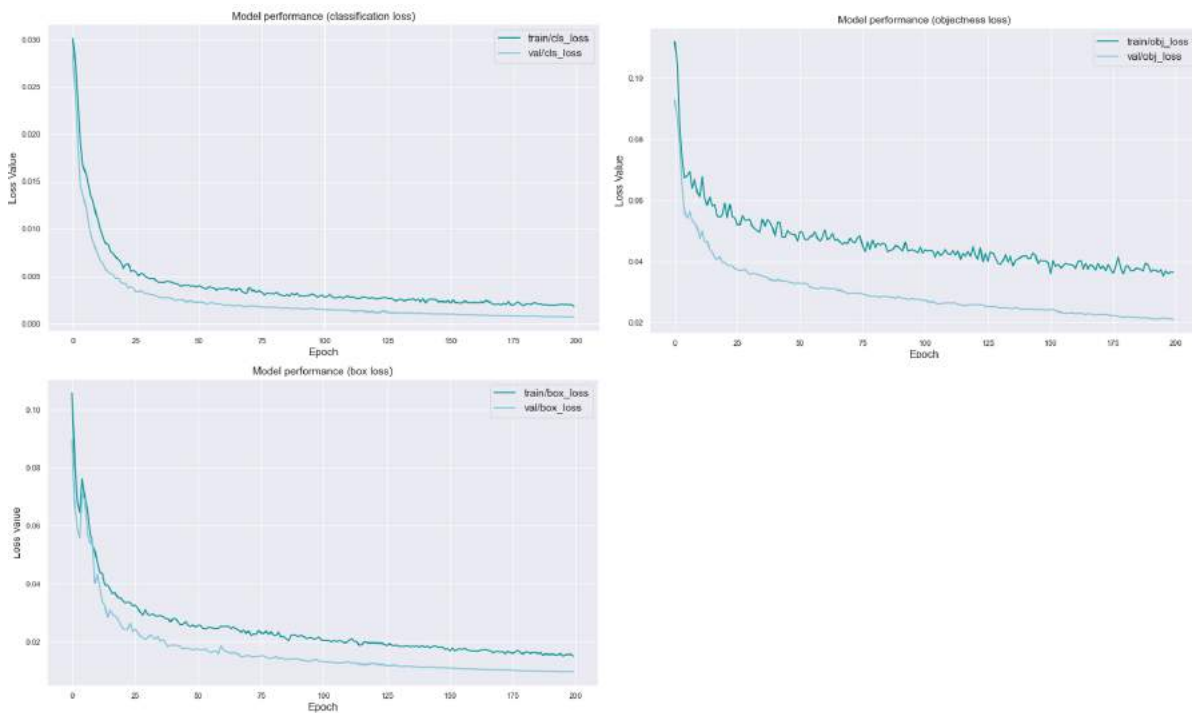 Model performance (classification loss)
train/cls_loss
val/cls_loss
0.030
0.025
0.020
0.015
0.010
0.005
0.000
Loss Value
0
25
50
75
100
125
150
175
200
Epoch
Model performance (objectness loss)
train/obj_loss
val/obj_loss
0.10
0.08
0.06
0.04
0.02
Loss Value
0
25
50
75
100
125
150
175
200
Epoch
Model performance (box loss)
train/box_loss
val/box_loss
0.10
0.08
0.06
0.04
0.02
Loss Value
0
25
50
75
100
125
150
175
200
Epoch